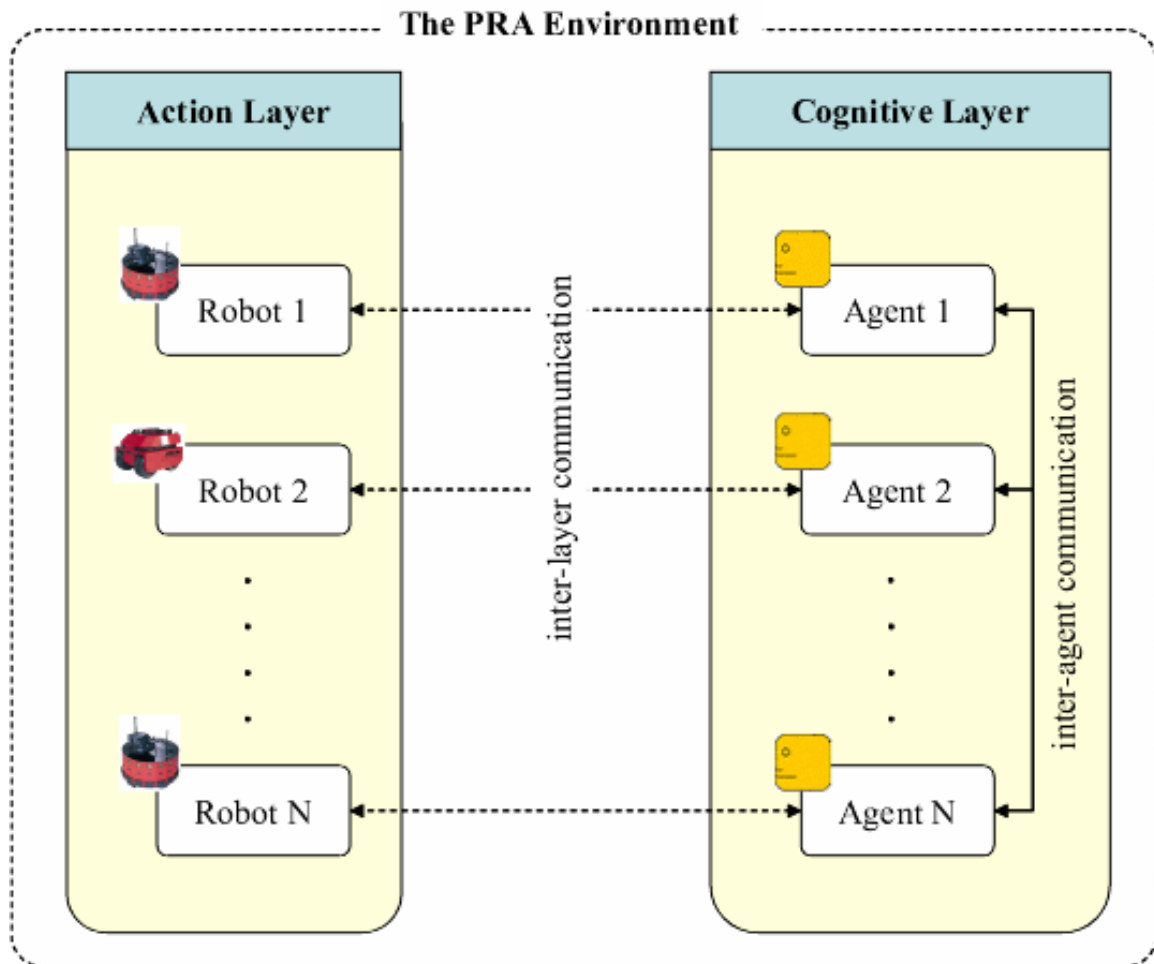 The PRA Environment
Action Layer
Robot 1
Robot 2
Robot N
inter-layer communication
Cognitive Layer
Agent 1
Agent 2
Agent N
inter-agent communication